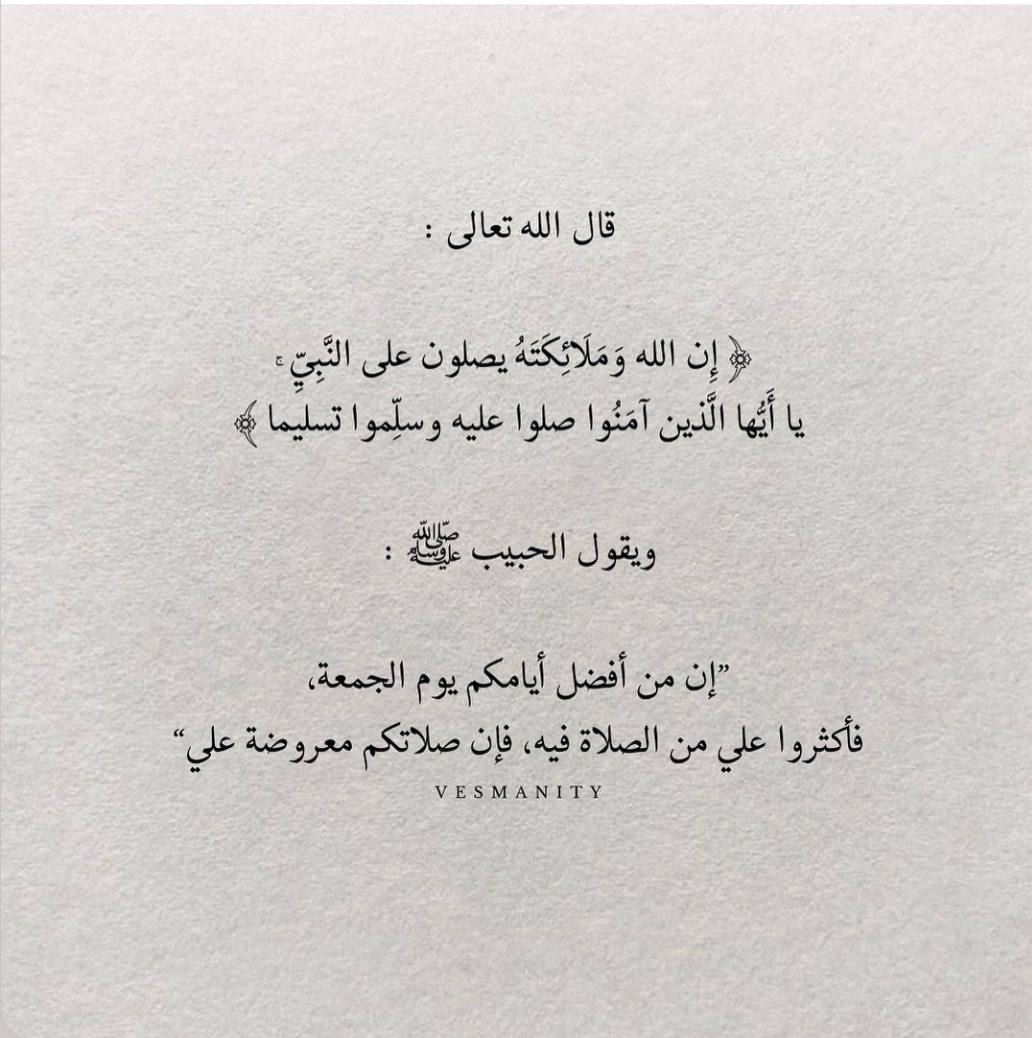 قال الله تعالى :
﴿ إِن الله وَمَلَائِكَتَهُ يصلون على النَّبِيِّ ۚ
يا أَيُّها الَّذين آمَنُوا صلوا عليه وسلِّموا تسليما ﴾
ويقول الحبيب ﷺ :
”إن من أفضل أيامكم يوم الجمعة،
فأكثروا علي من الصلاة فيه، فإن صلاتكم معروضة علي“
VESMANITY